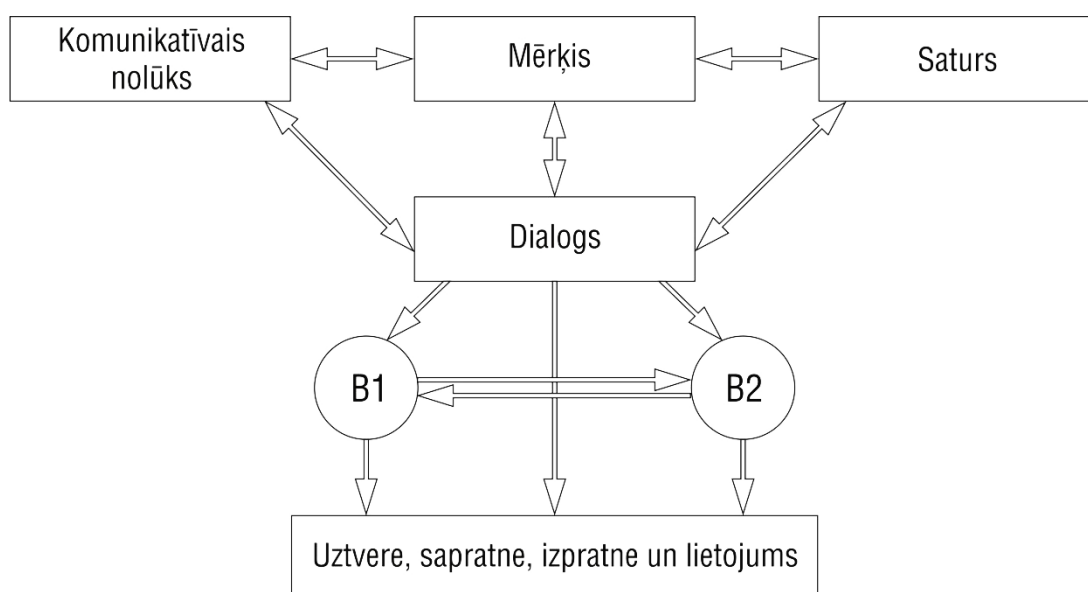 Komunikatīvais
nolūks
Mērķis
Saturs
Dialogs
B1
B2
Uztvere, sapratne, izpratne un lietojums